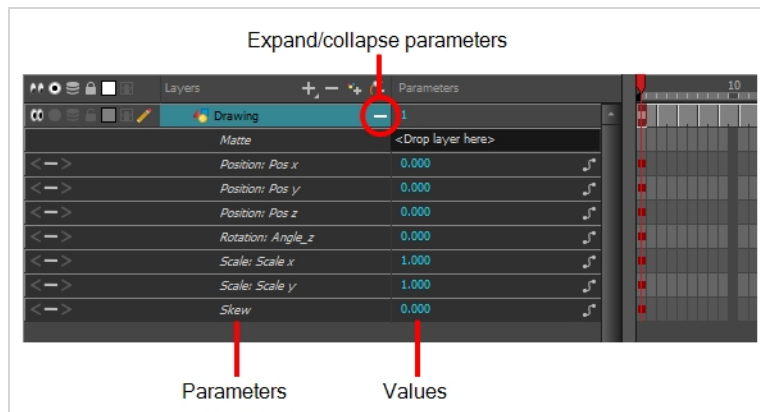 Expand/collapse parameters
Layers Parameters 10
Drawing 1
Matte <Drop layer here>
Position: Pos x 0.000
Position: Pos y 0.000
Position: Pos z 0.000
Rotation: Angle_z 0.000
Scale: Scale x 1.000
Scale: Scale y 1.000
Skew 0.000
Parameters Values